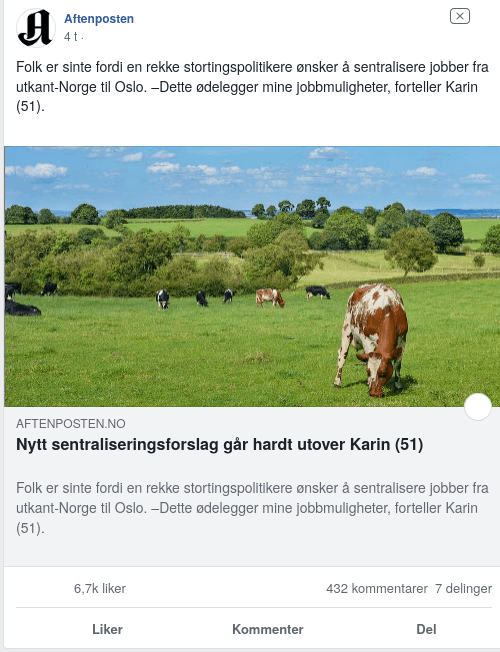 Aftenposten
4 t ·
Folk er sinte fordi en rekke stortingspolitikere ønsker å sentralisere jobber fra
utkant-Norge til Oslo. –Dette ødelegger mine jobbmuligheter, forteller Karin
(51).
AFTENPOSTEN.NO
Nytt sentraliseringsforslag går hardt utover Karin (51)
Folk er sinte fordi en rekke stortingspolitikere ønsker å sentralisere jobber fra
utkant-Norge til Oslo. –Dette ødelegger mine jobbmuligheter, forteller Karin
(51).
6,7k liker 432 kommentarer 7 delinger
Liker Kommenter Del